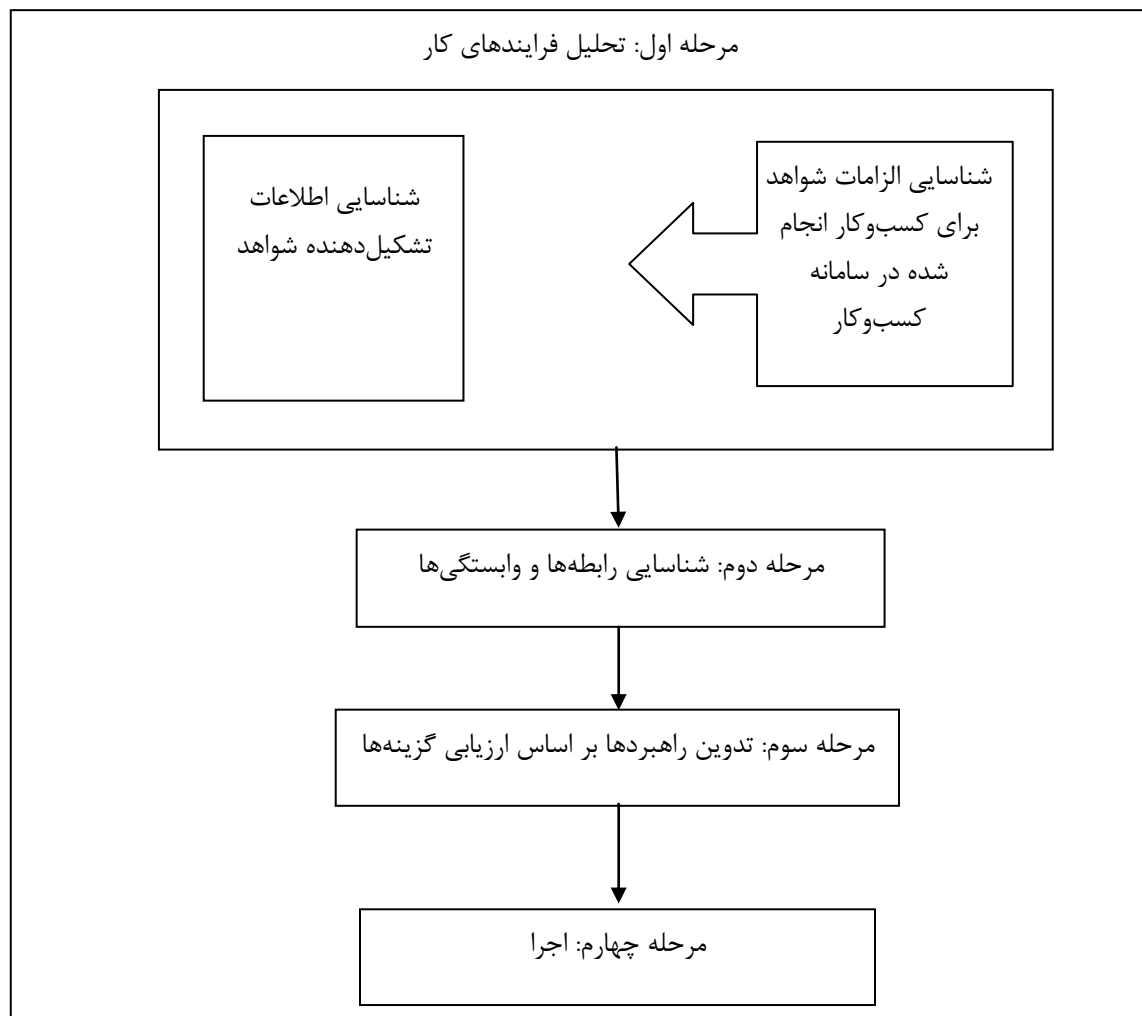 مرحله اول: تحلیل فرایندهای کار
شناسایی الزامات شواهد
برای کسب‌وکار انجام
شده در سامانه
کسب‌وکار
شناسایی اطلاعات
تشکیل‌دهنده شواهد
مرحله دوم: شناسایی رابطه‌ها و وابستگی‌ها
مرحله سوم: تدوین راهبردها بر اساس ارزیابی گزینه‌ها
مرحله چهارم: اجرا